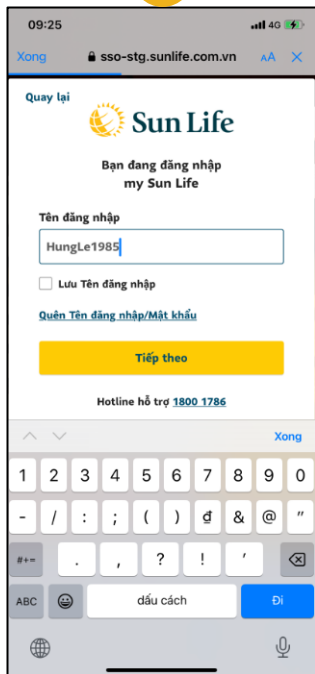 09:25 4G
Xong sso-stg.sunlife.com.vn AA
Quay lại
Sun Life
Bạn đang đăng nhập
my Sun Life
Tên đăng nhập
HungLe1985
Lưu Tên đăng nhập
Quên Tên đăng nhập/Mật khẩu
Tiếp theo
Hotline hỗ trợ 1800 1786
Xong
1 2 3 4 5 6 7 8 9 0
- / : ; ( ) đ & @ "
#+= . , ? ! '
ABC dấu cách Đi